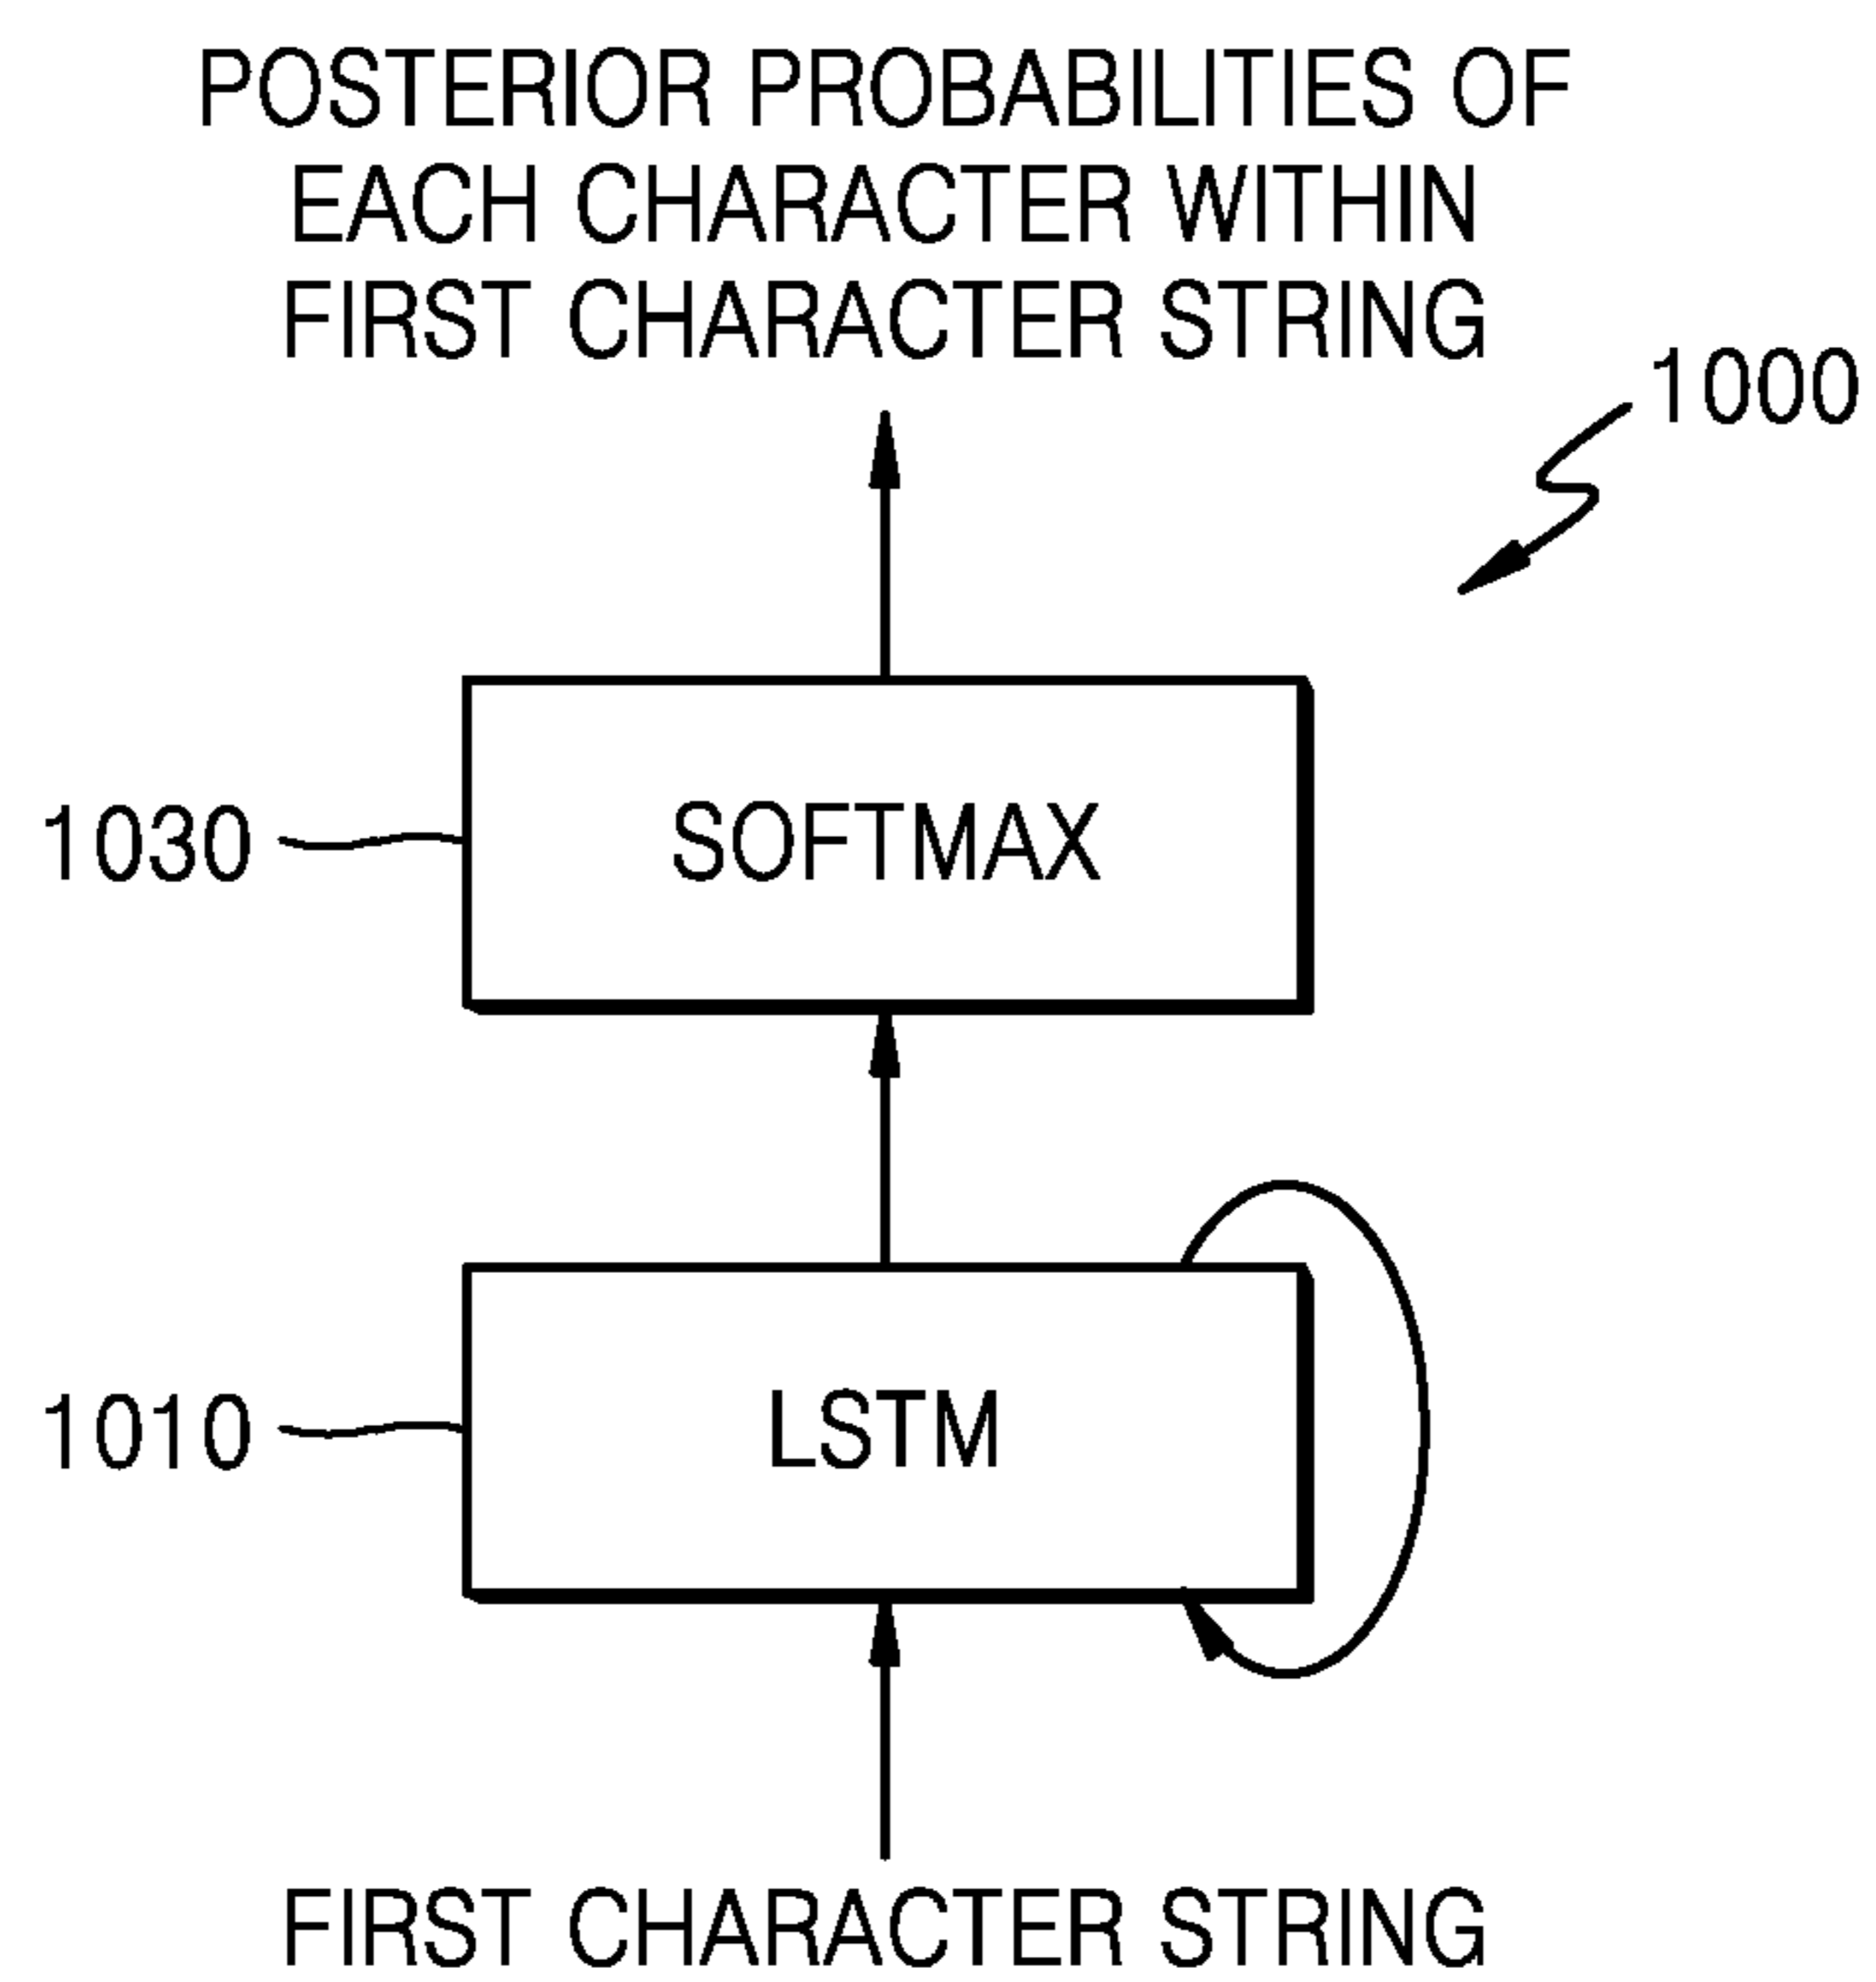 POSTERIOR PROBABILITIES OF
EACH CHARACTER WITHIN
FIRST CHARACTER STRING
1000
1030
SOFTMAX
1010
LSTM
FIRST CHARACTER STRING